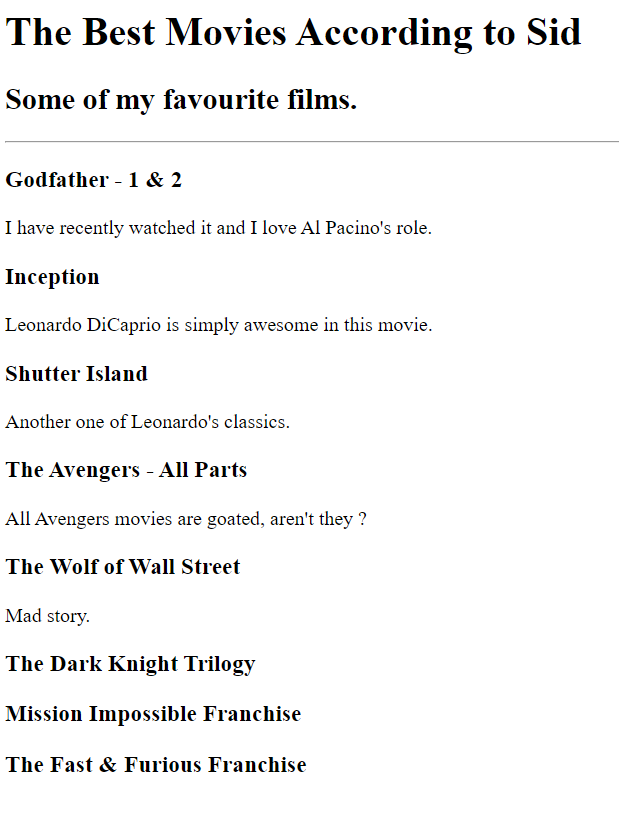 The Best Movies According to Sid
Some of my favourite films.
Godfather - 1 & 2
I have recently watched it and I love Al Pacino's role.
Inception
Leonardo DiCaprio is simply awesome in this movie.
Shutter Island
Another one of Leonardo's classics.
The Avengers - All Parts
All Avengers movies are goated, aren't they ?
The Wolf of Wall Street
Mad story.
The Dark Knight Trilogy
Mission Impossible Franchise
The Fast & Furious Franchise